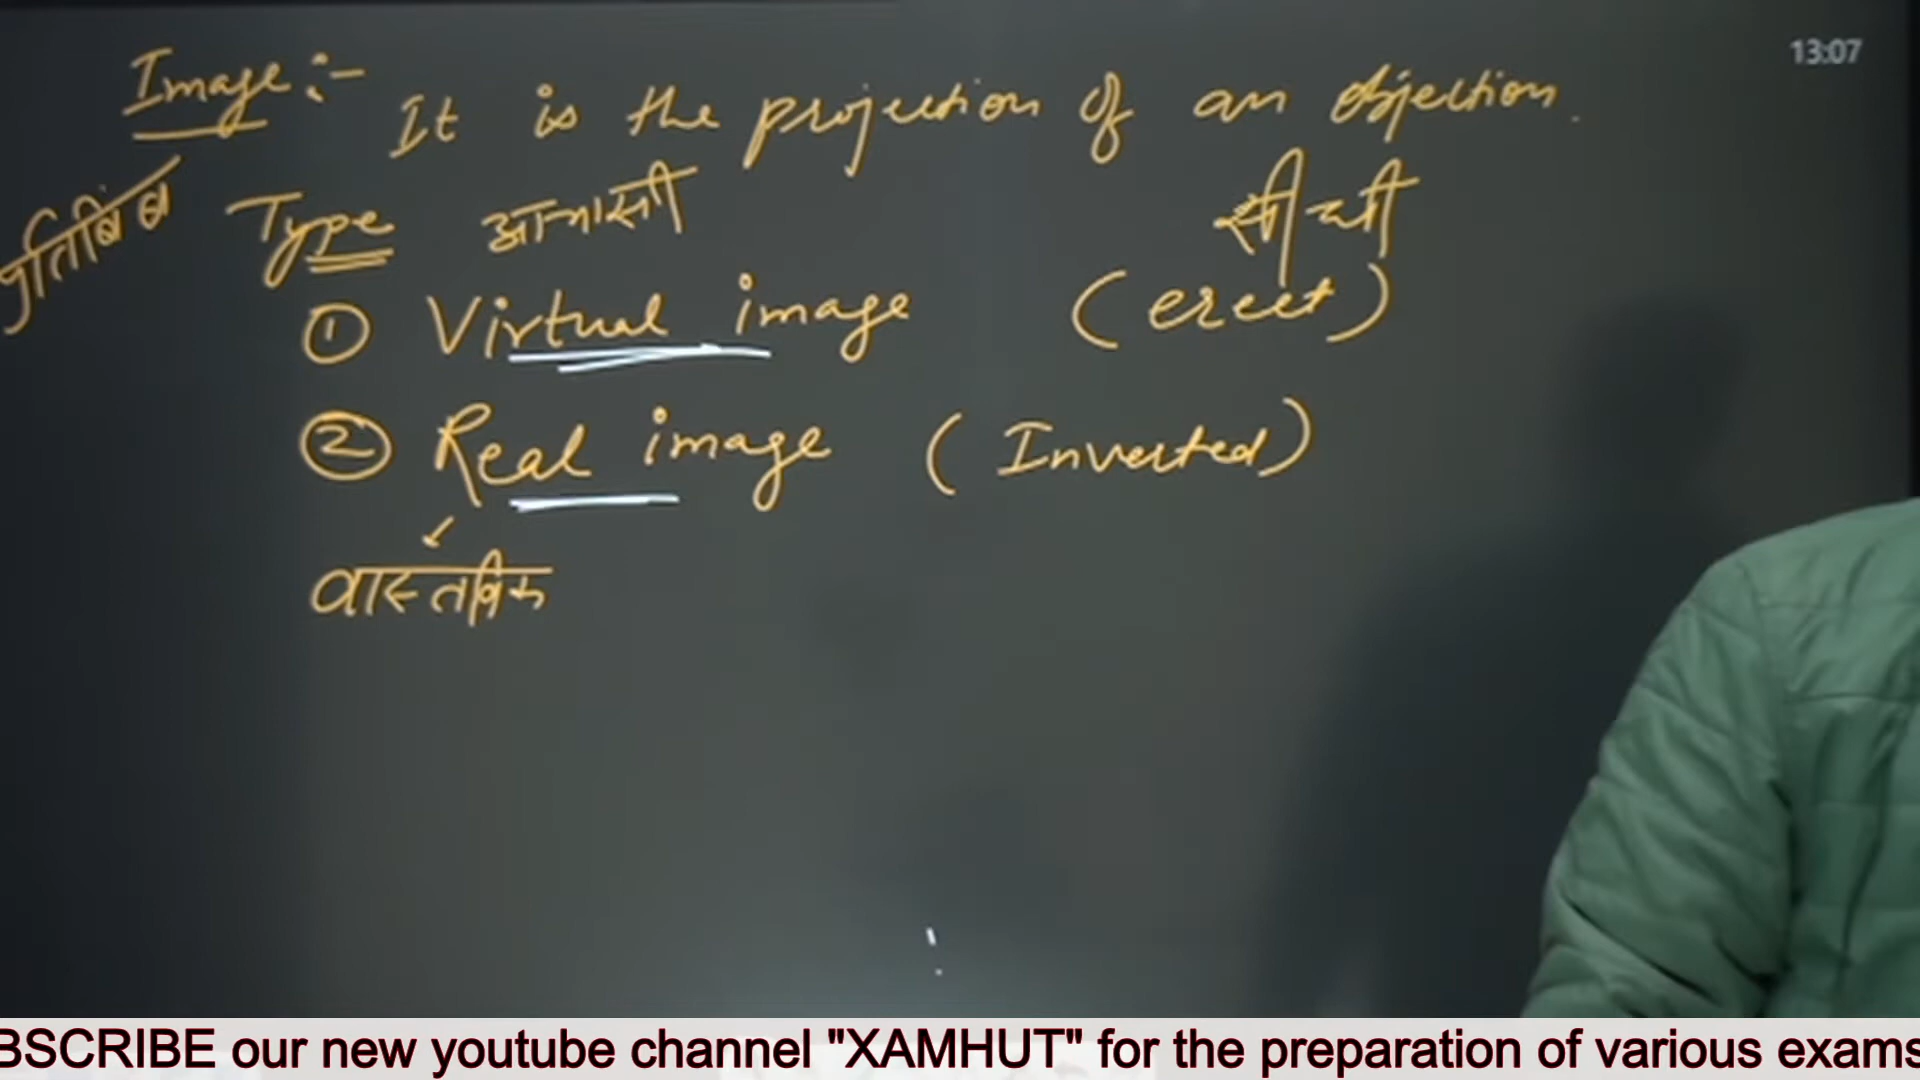 13:07
Image :- It is the projection of an objection.
प्रतिबिंब
Type आभासी सीधी
① Virtual image (erect)
② Real image (Inverted)
वास्तविक
BSCRIBE our new youtube channel "XAMHUT" for the preparation of various exams